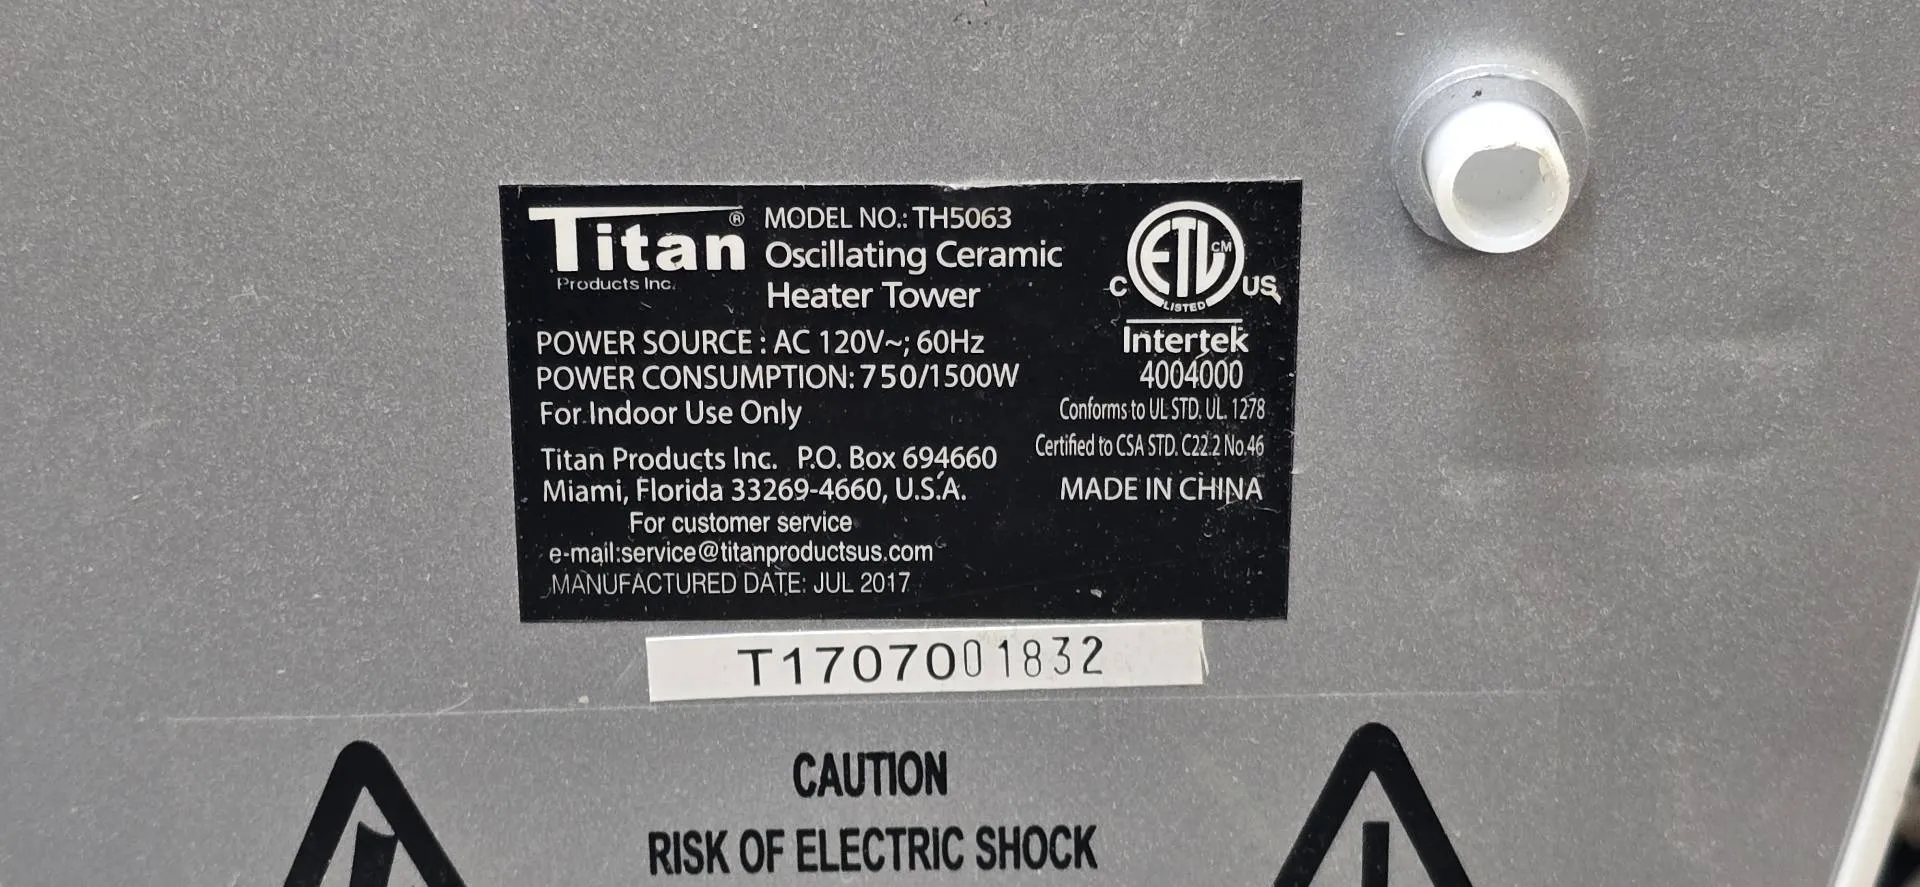 Titan®
Products Inc.
MODEL NO.: TH5063
Oscillating Ceramic
Heater Tower
POWER SOURCE : AC 120V~; 60Hz
POWER CONSUMPTION: 750/1500W
For Indoor Use Only
Titan Products Inc. P.O. Box 694660
Miami, Florida 33269-4660, U.S.A.
For customer service
e-mail:service@titanproductsus.com
MANUFACTURED DATE: JUL 2017
ETL CM
C US
LISTED
Intertek
4004000
Conforms to UL STD. UL. 1278
Certified to CSA STD. C22.2 No.46
MADE IN CHINA
T1707001832
CAUTION
RISK OF ELECTRIC SHOCK